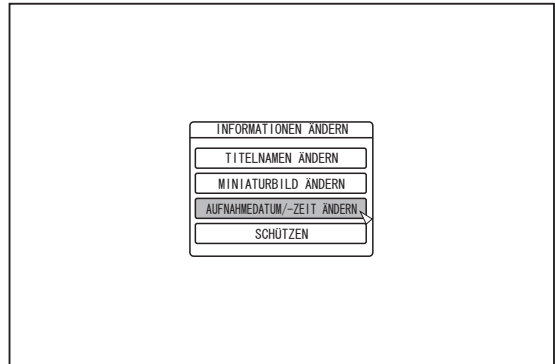 INFORMATIONEN ÄNDERN
TITELNAMEN ÄNDERN
MINIATURBILD ÄNDERN
AUFNAHMEDATUM/-ZEIT ÄNDERN
SCHÜTZEN